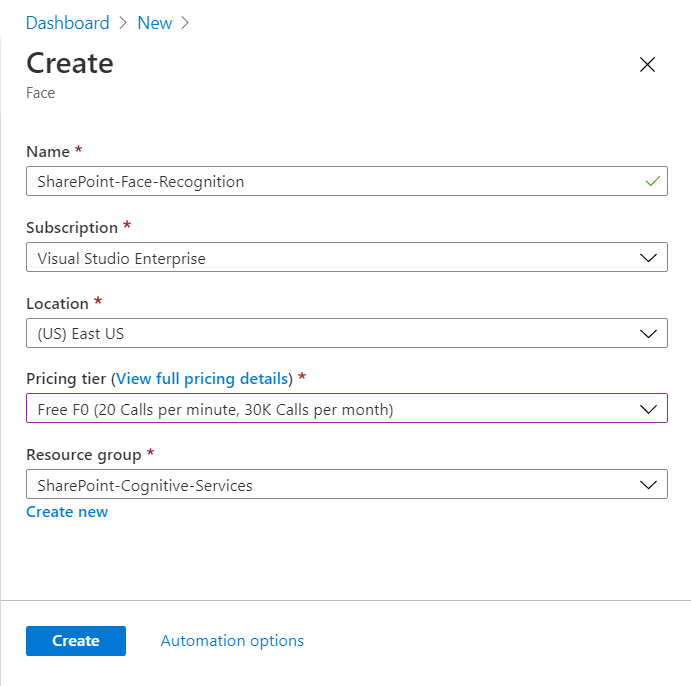 Dashboard > New >
Create
Face
Name *
SharePoint-Face-Recognition
Subscription *
Visual Studio Enterprise
Location *
(US) East US
Pricing tier (View full pricing details) *
Free F0 (20 Calls per minute, 30K Calls per month)
Resource group *
SharePoint-Cognitive-Services
Create new
Create Automation options